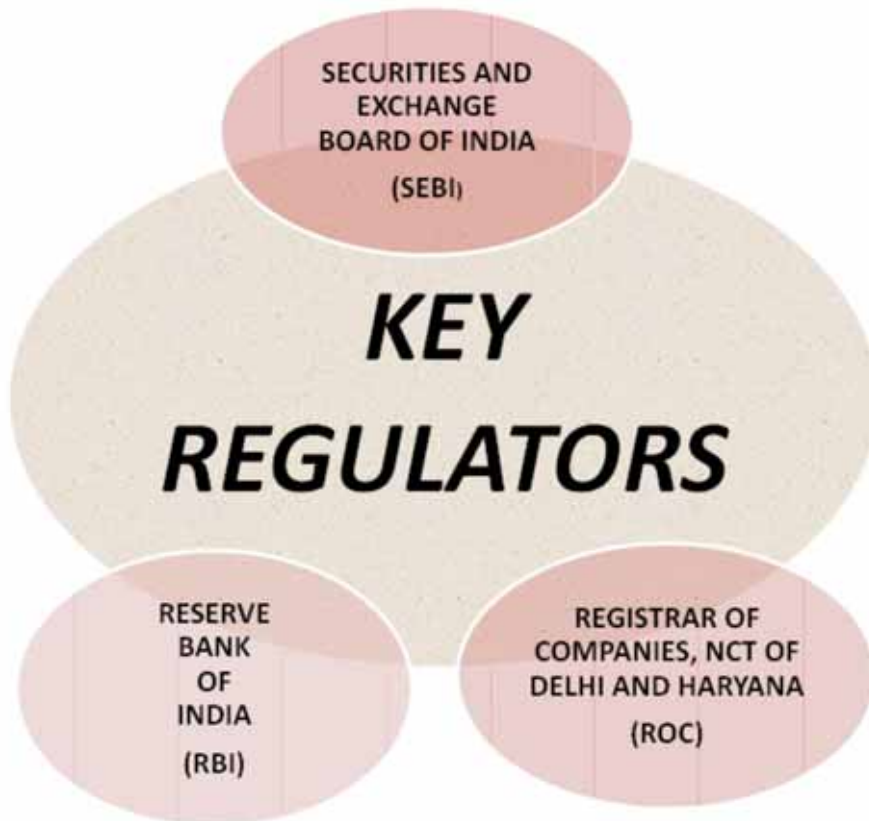 SECURITIES AND
EXCHANGE
BOARD OF INDIA
(SEBI)
KEY
REGULATORS
RESERVE
BANK
OF
INDIA
(RBI)
REGISTRAR OF
COMPANIES, NCT OF
DELHI AND HARYANA
(ROC)